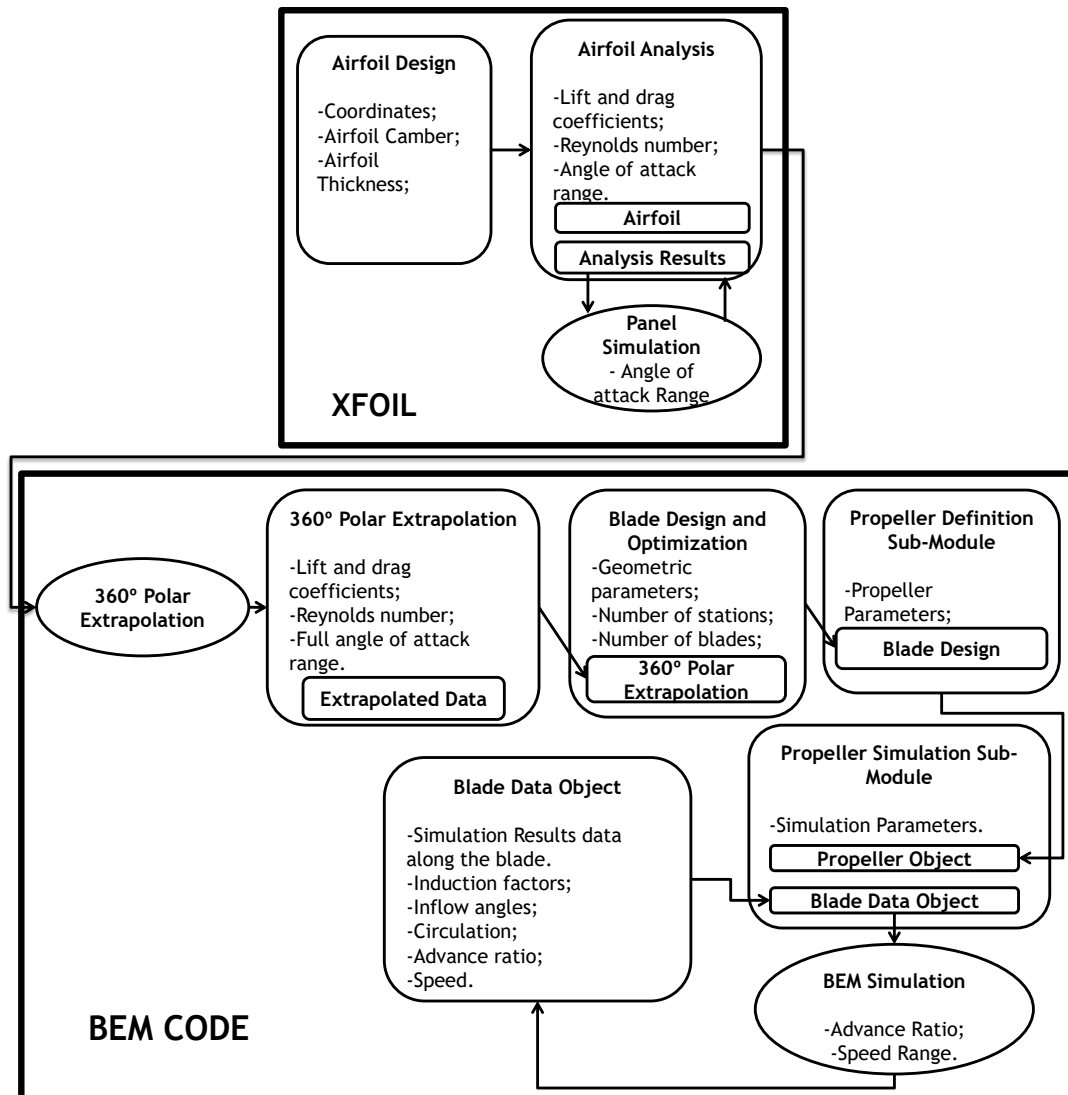 Airfoil Design
-Coordinates;
-Airfoil Camber;
-Airfoil
Thickness;
Airfoil Analysis
-Lift and drag
coefficients;
-Reynolds number;
-Angle of attack
range.
Airfoil
Analysis Results
Panel
Simulation
- Angle of
attack Range
XFOIL
360º Polar
Extrapolation
360º Polar Extrapolation
-Lift and drag
coefficients;
-Reynolds number;
-Full angle of attack
range.
Extrapolated Data
Blade Design and
Optimization
-Geometric
parameters;
-Number of stations;
-Number of blades;
360º Polar
Extrapolation
Propeller Definition
Sub-Module
-Propeller
Parameters;
Blade Design
Propeller Simulation Sub-
Module
-Simulation Parameters.
Propeller Object
Blade Data Object
Blade Data Object
-Simulation Results data
along the blade.
-Induction factors;
-Inflow angles;
-Circulation;
-Advance ratio;
-Speed.
BEM Simulation
-Advance Ratio;
-Speed Range.
BEM CODE